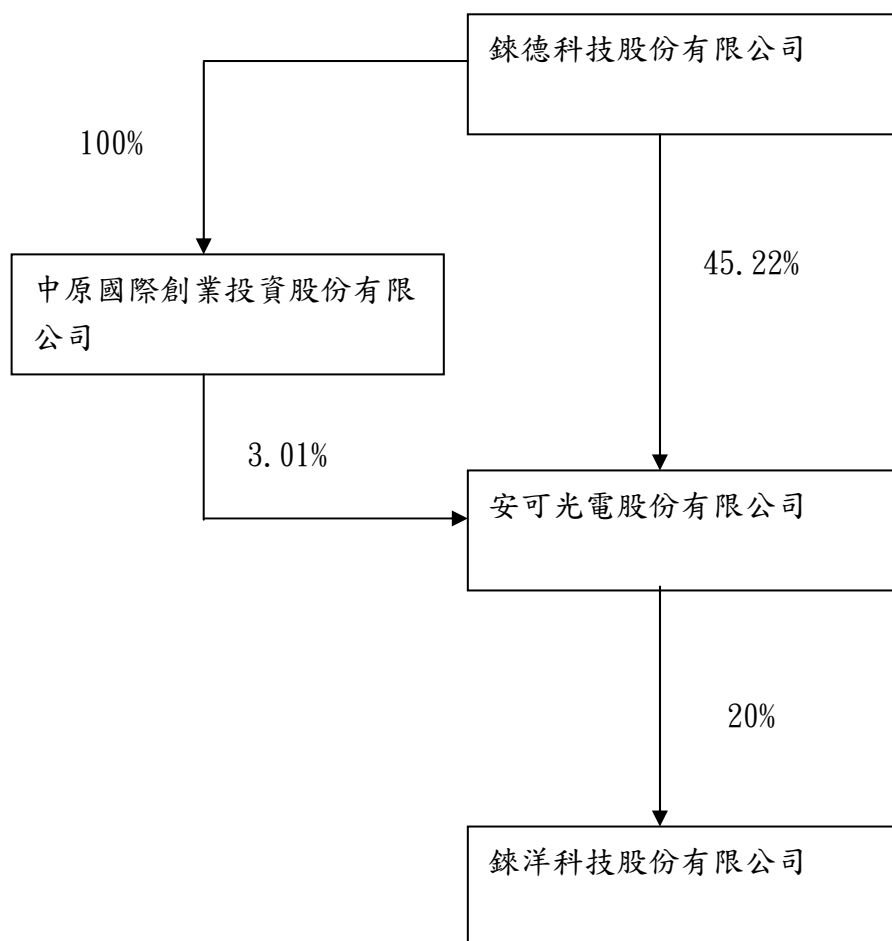 錸德科技股份有限公司
100%
45.22%
中原國際創業投資股份有限
公司
3.01%
安可光電股份有限公司
20%
錸洋科技股份有限公司